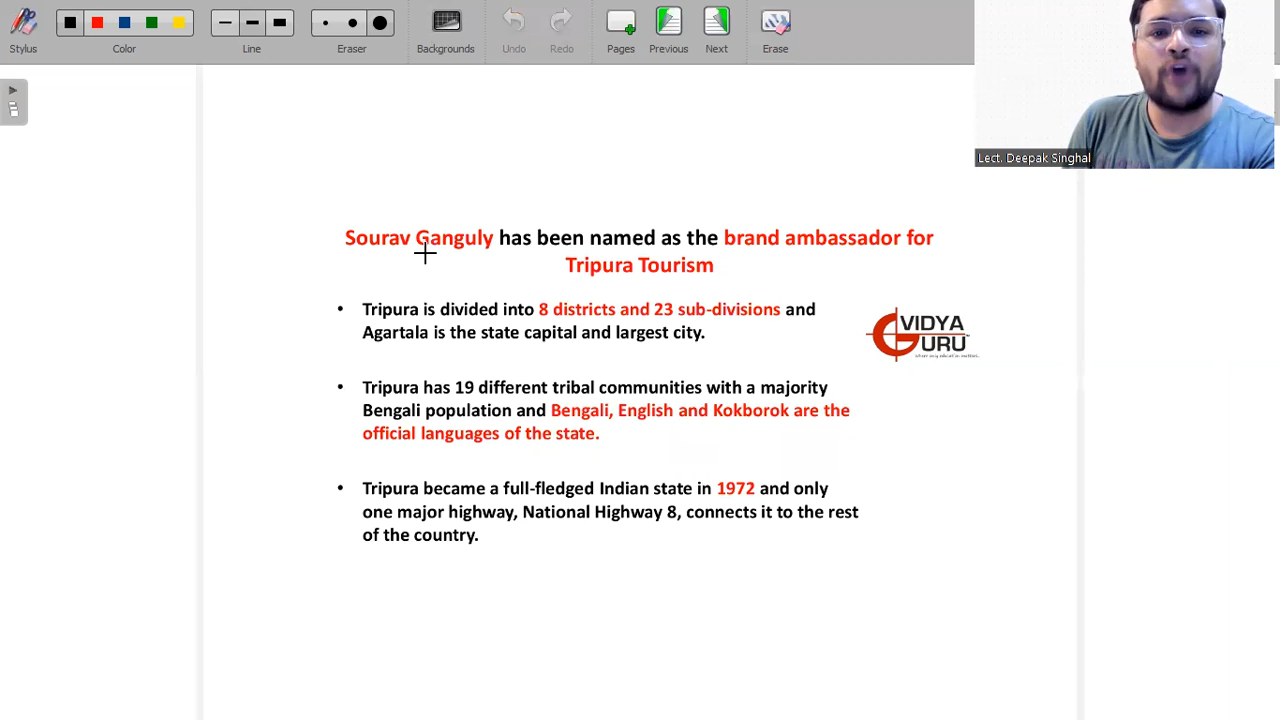 Stylus
Color
Line
Eraser
Backgrounds
Undo
Redo
Pages
Previous
Next
Erase
Lect. Deepak Singhal
Sourav Ganguly has been named as the brand ambassador for
Tripura Tourism
• Tripura is divided into 8 districts and 23 sub-divisions and
Agartala is the state capital and largest city.
VIDYA
GURU
• Tripura has 19 different tribal communities with a majority
Bengali population and Bengali, English and Kokborok are the
official languages of the state.
• Tripura became a full-fledged Indian state in 1972 and only
one major highway, National Highway 8, connects it to the rest
of the country.